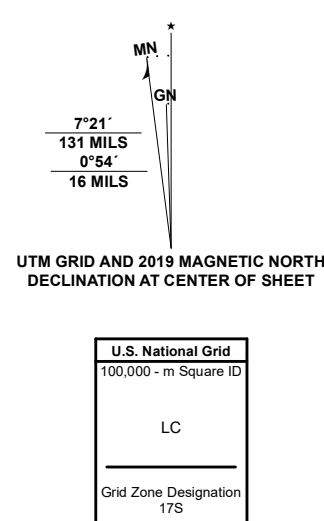 ★
MN
GN
7°21´
131 MILS
0°54´
16 MILS
UTM GRID AND 2019 MAGNETIC NORTH
DECLINATION AT CENTER OF SHEET
U.S. National Grid
100,000 - m Square ID
LC
Grid Zone Designation
17S